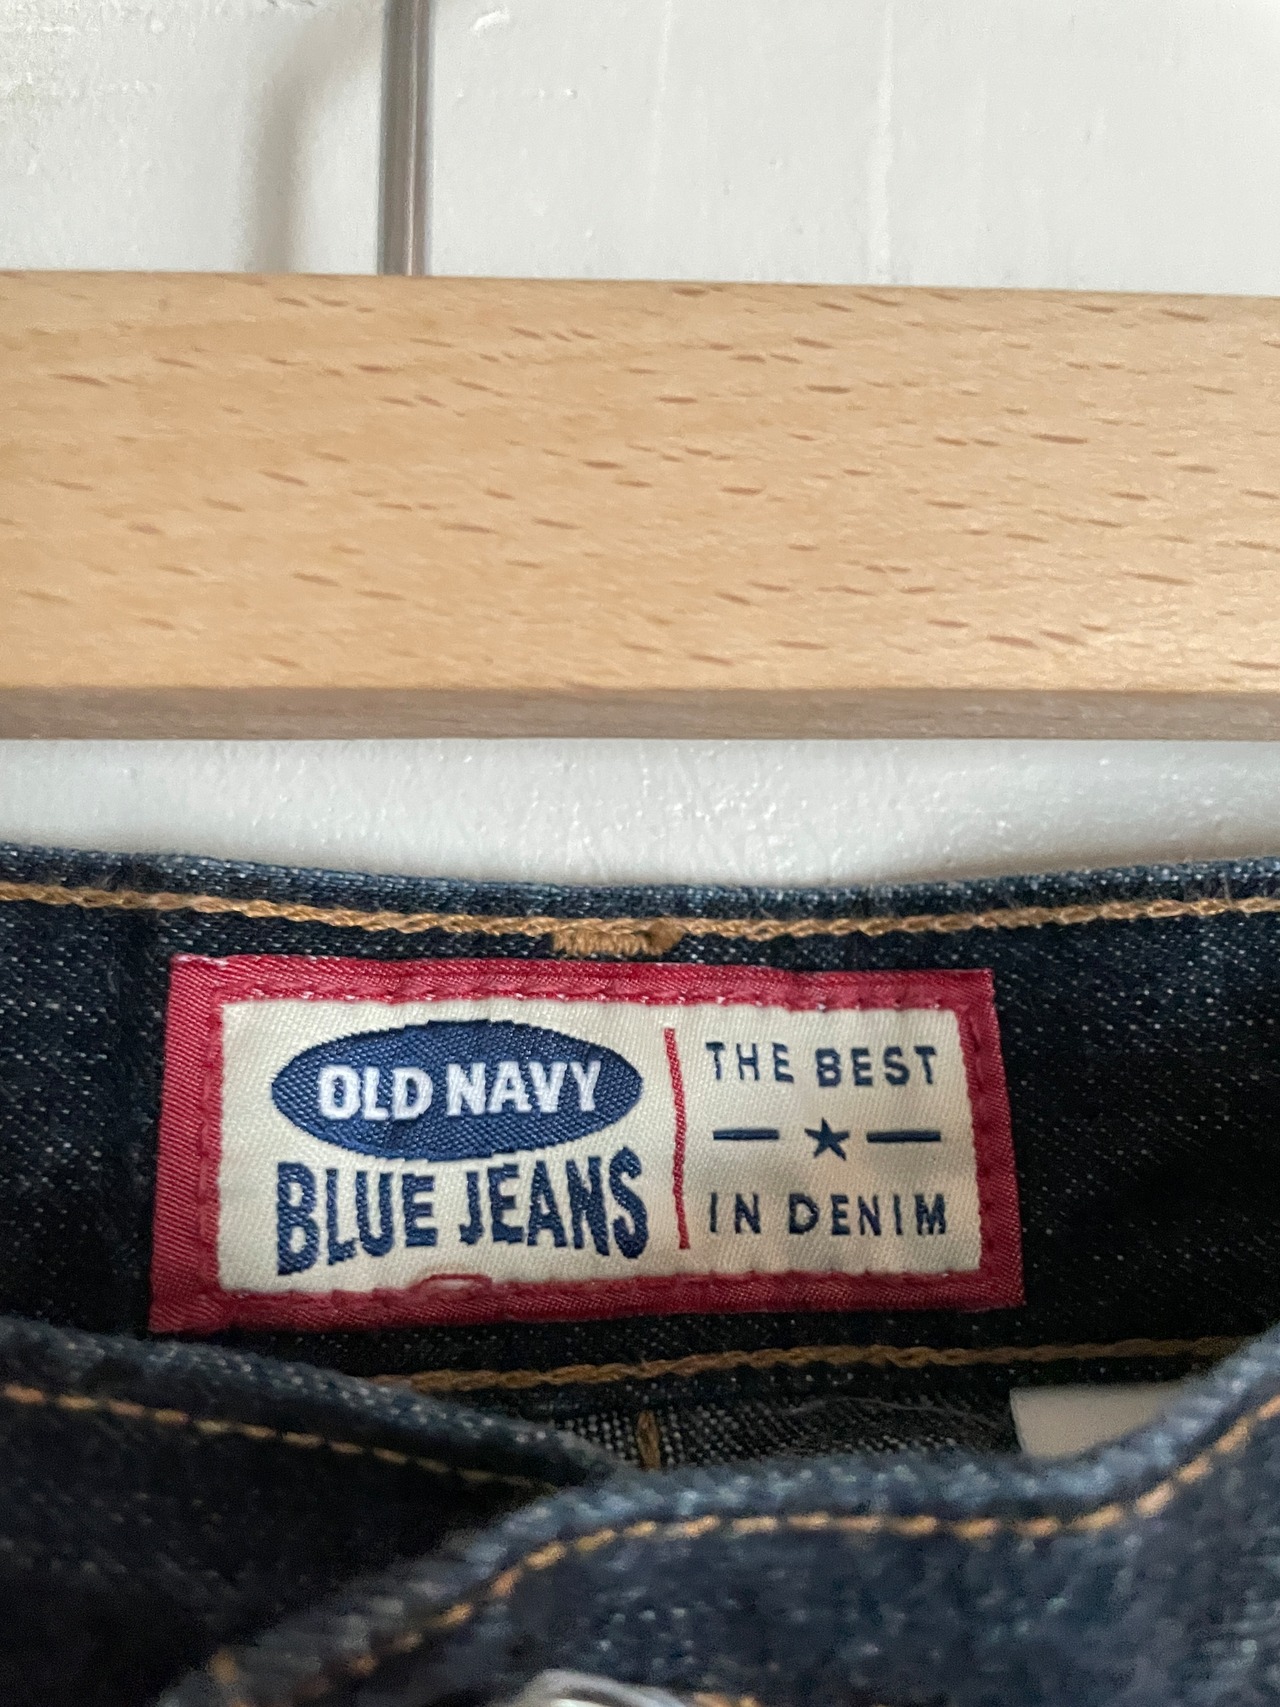 OLD NAVY
BLUE JEANS
THE BEST
IN DENIM